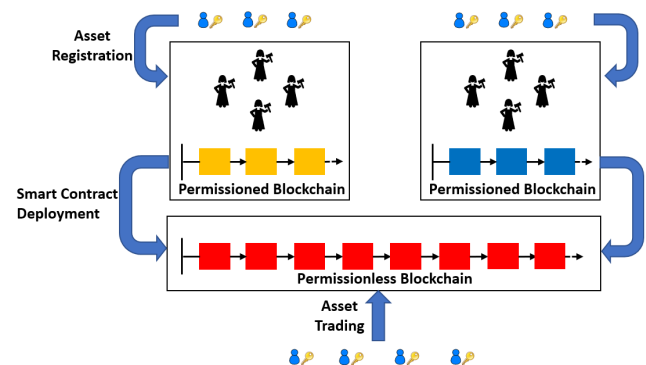 Asset
Registration
Permissioned Blockchain
Permissioned Blockchain
Smart Contract
Deployment
Permissionless Blockchain
Asset
Trading